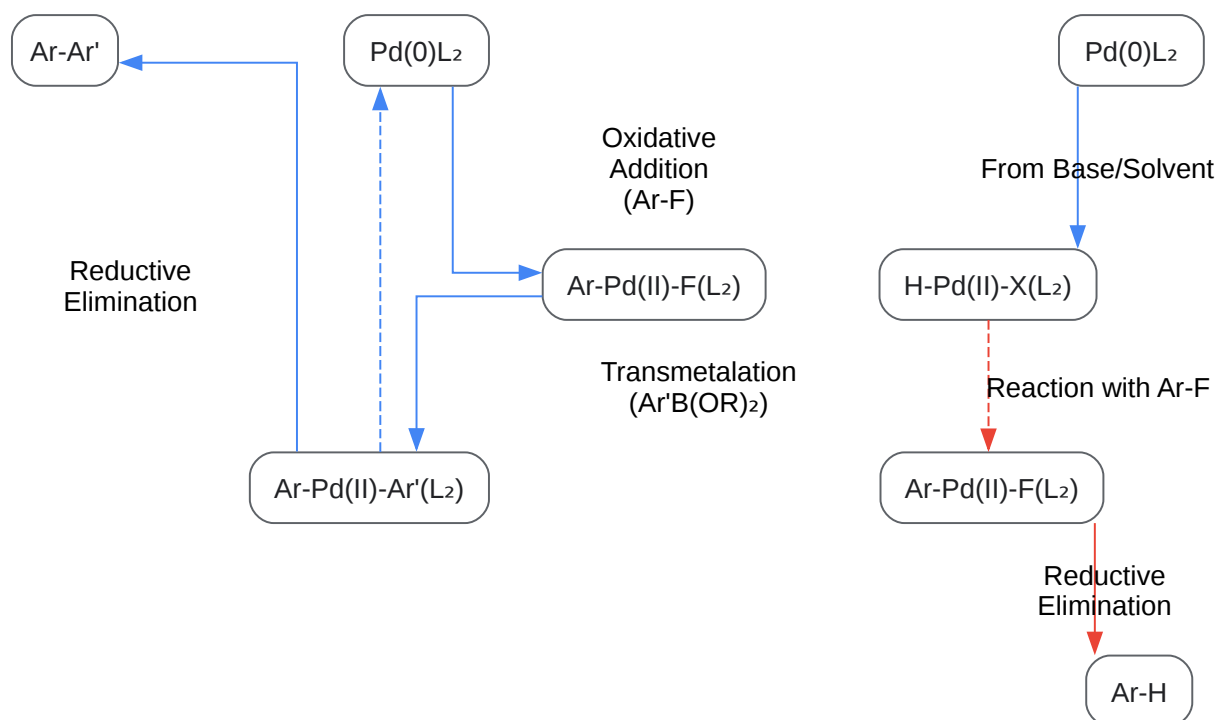 Ar-Ar'
Pd(0)L₂
Pd(0)L₂
Oxidative
Addition
(Ar-F)
From Base/Solvent
Reductive
Elimination
Ar-Pd(II)-F(L₂)
H-Pd(II)-X(L₂)
Transmetalation
(Ar'B(OR)₂)
Reaction with Ar-F
Ar-Pd(II)-Ar'(L₂)
Ar-Pd(II)-F(L₂)
Reductive
Elimination
Ar-H